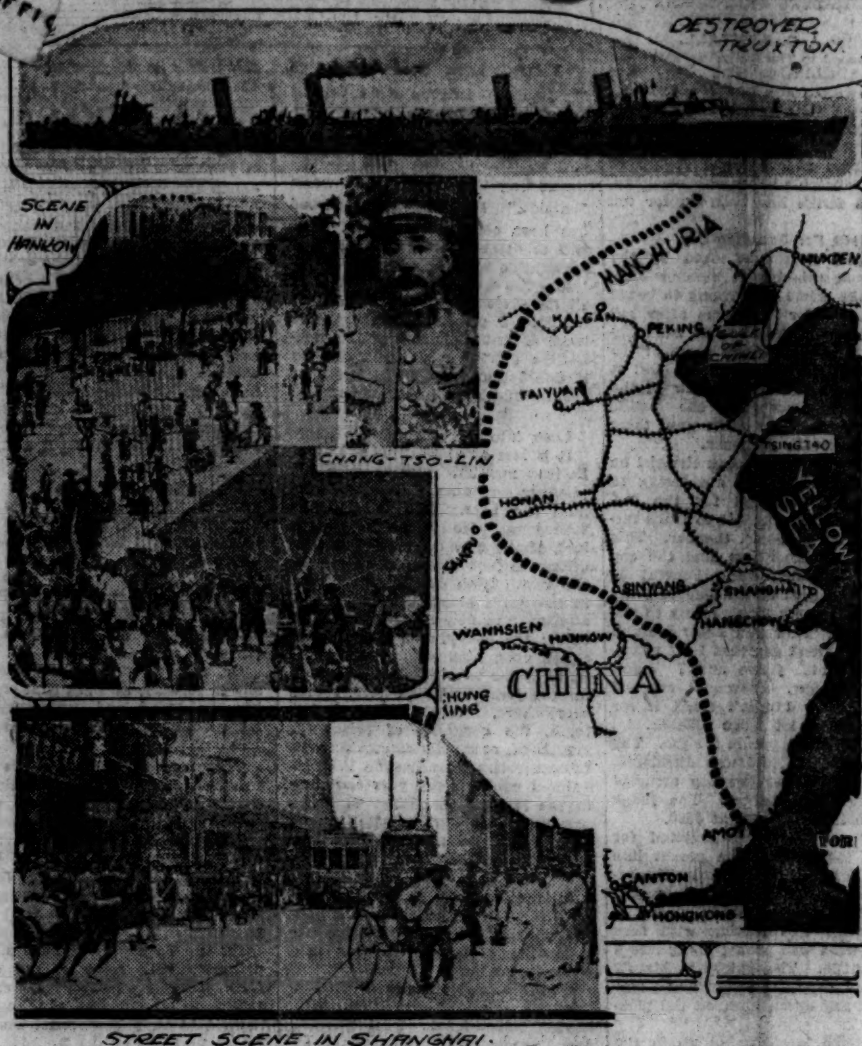 DESTROYER
TRUXTON.
SCENE
IN
HANKOW
CHANG-TSO-LIN
MANCHURIA
MUKDEN
KALGAN
PEKING
GULF
OF
CHIHLI
TAIYUAN
TSINGTAO
YELLOW
SEA
HONAN
SINYANG
SHANGHAI
HANGCHOW
WANHSIEN
HANKOW
CHINA
CHUNG
KING
AMOY
FOR
CANTON
HONGKONG
STREET SCENE IN SHANGHAI.